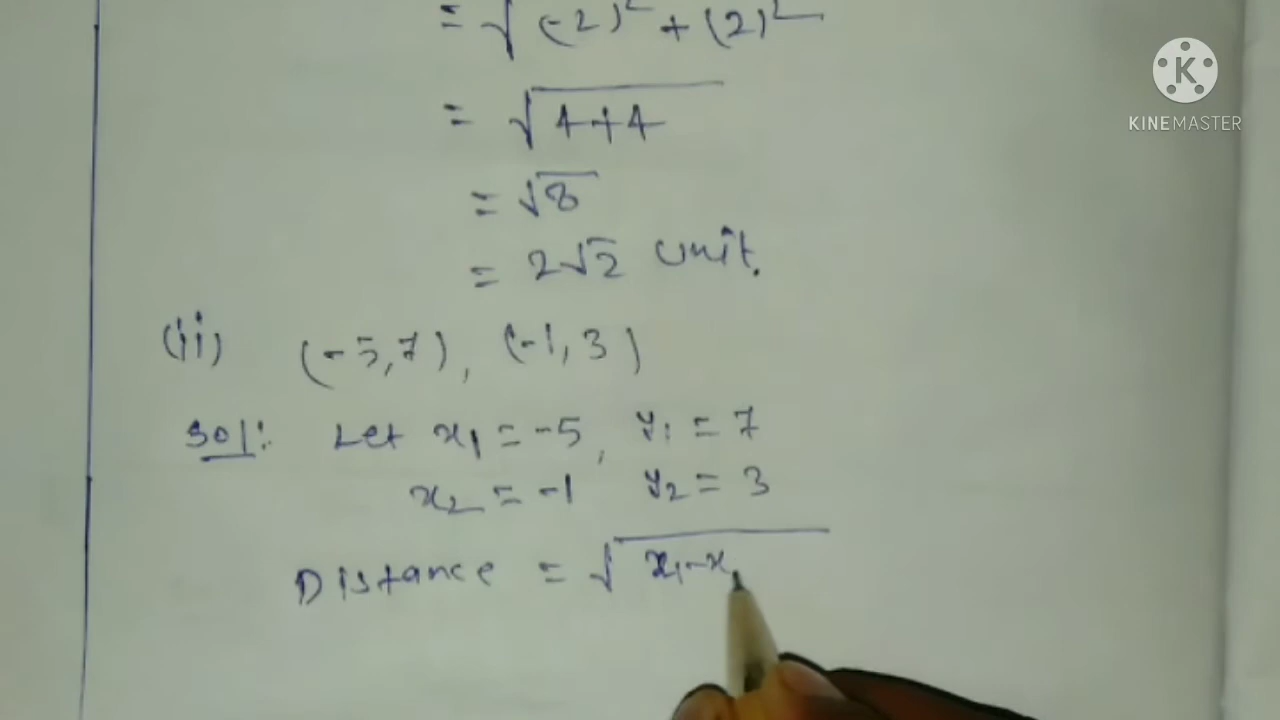 = √(-2)² + (2)²
= √4+4
= √8
= 2√2 unit.
(ii) (-5,7), (-1,3)
Sol: Let x₁ = -5, y₁ = 7
x₂ = -1 y₂ = 3
Distance = √x₁-x
K
KINEMASTER